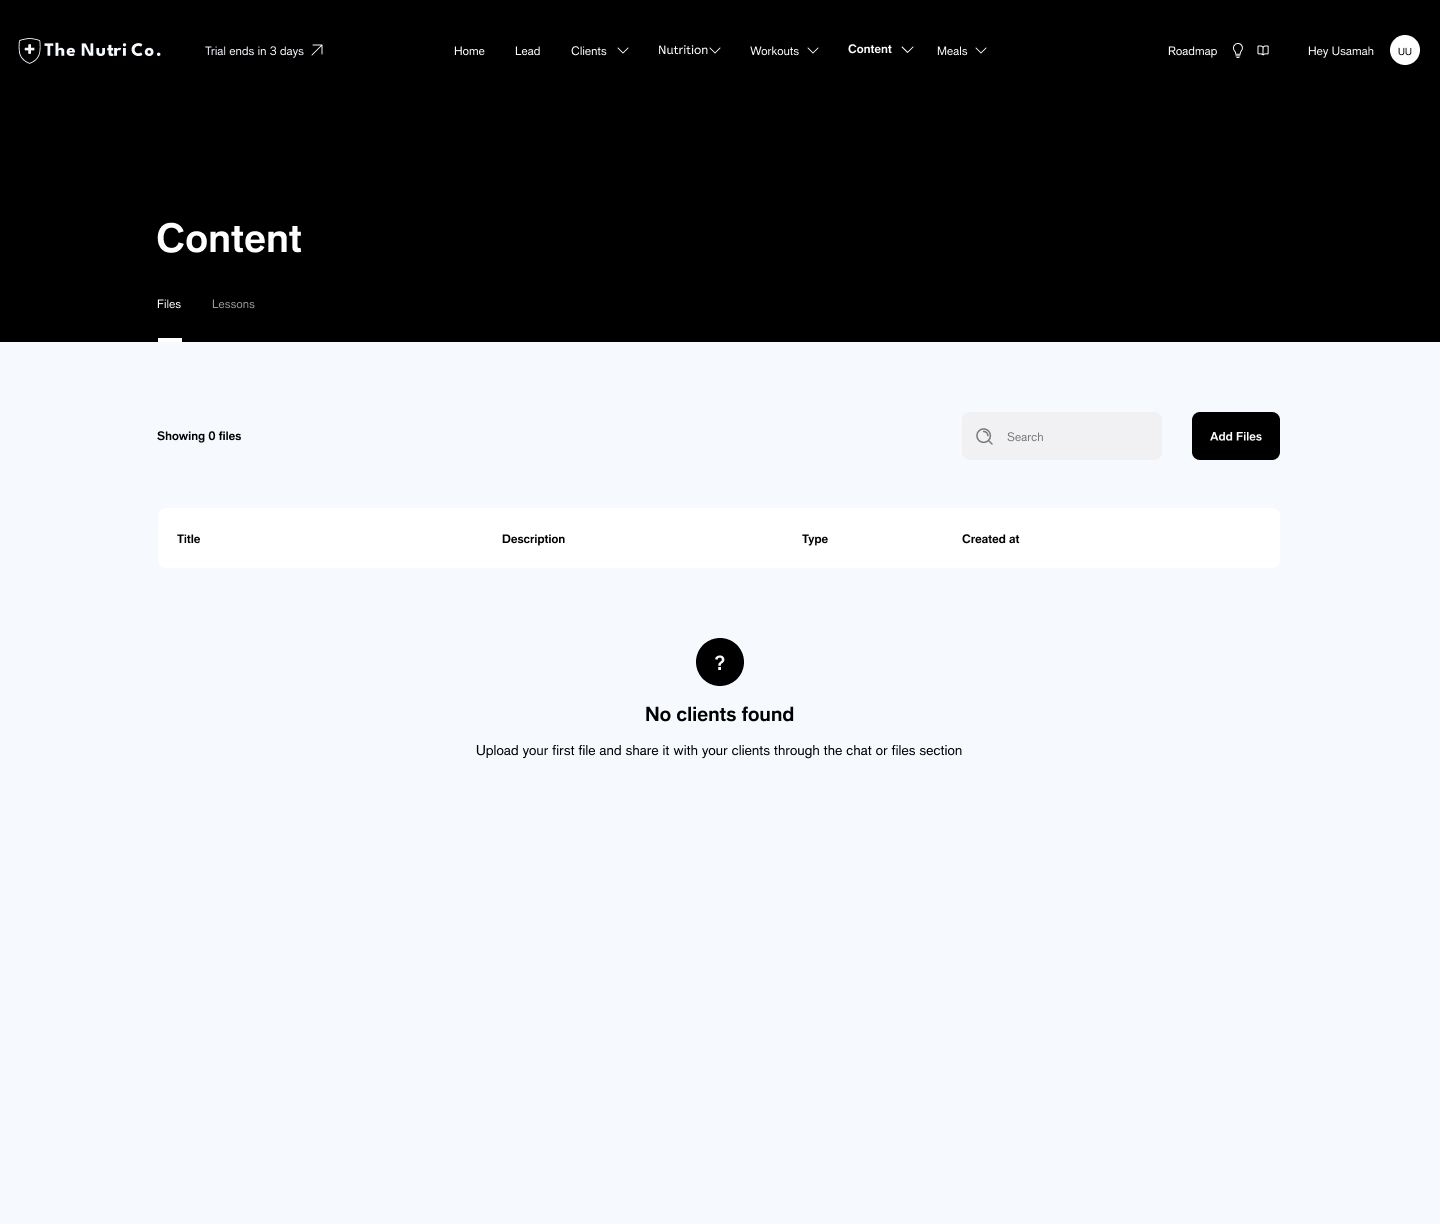 The Nutri Co.
Trial ends in 3 days
Home
Lead
Clients
Nutrition
Workouts
Content
Meals
Roadmap
Hey Usamah
UU
Content
Files
Lessons
Showing 0 files
Search
Add Files
Title
Description
Type
Created at
?
No clients found
Upload your first file and share it with your clients through the chat or files section